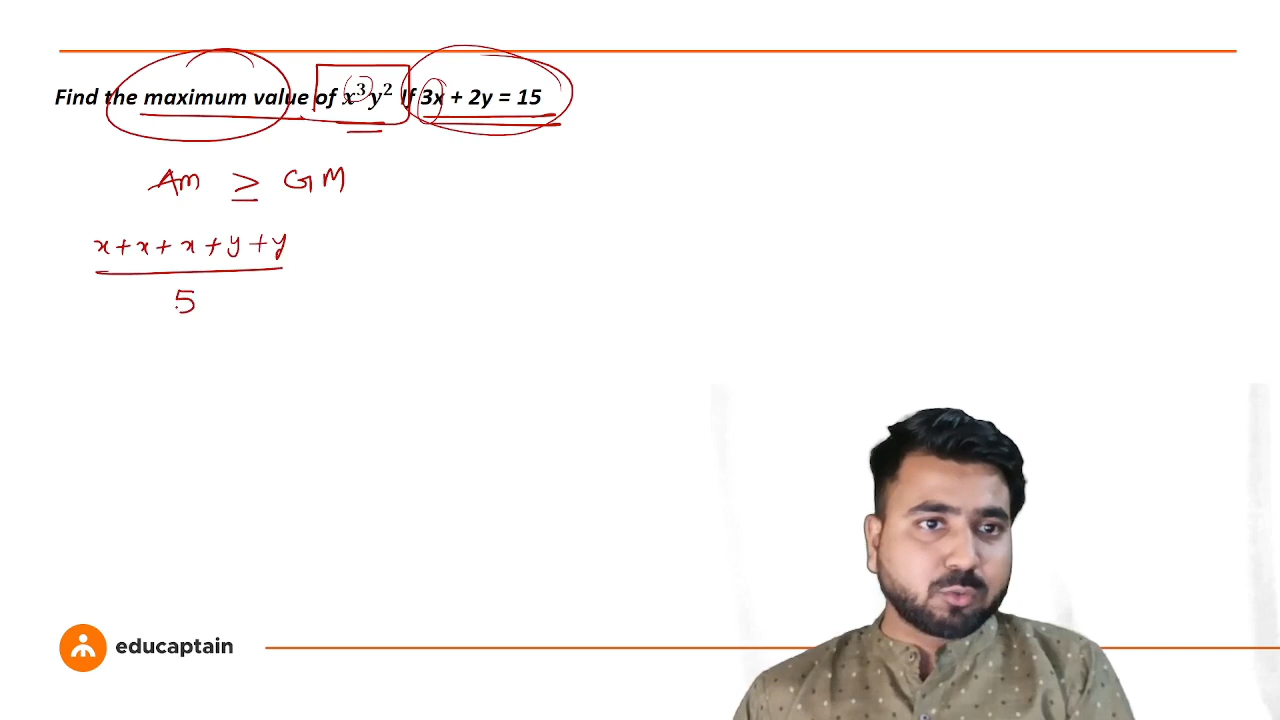 Find the maximum value of x³y² If 3x + 2y = 15
AM ≥ GM
x+x+x+y+y
5
educaptain